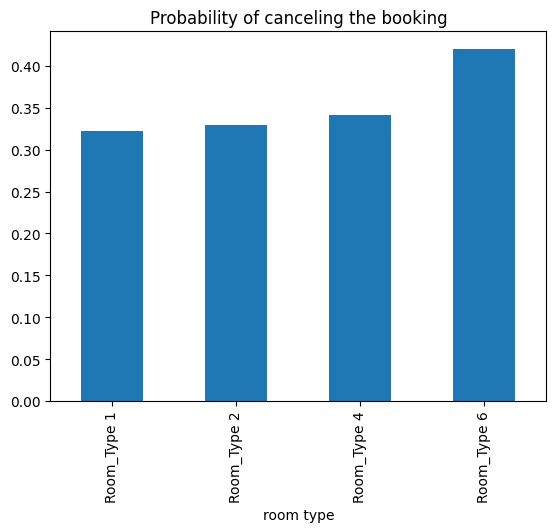 Probability of canceling the booking
0.40
0.35
0.30
0.25
0.20
0.15
0.10
0.05
0.00
Room_Type 1
Room_Type 2
Room_Type 4
Room_Type 6
room type